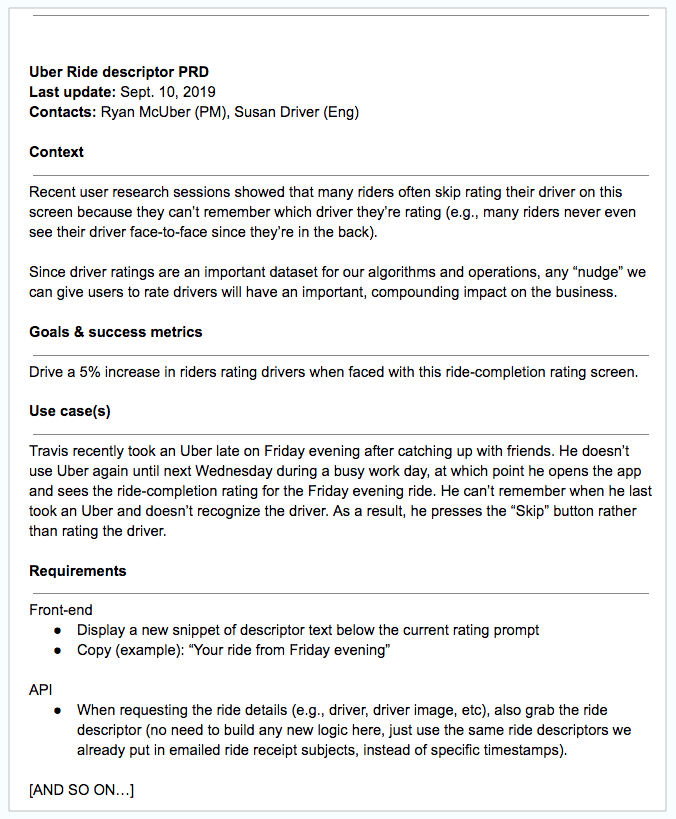 Uber Ride descriptor PRD
Last update: Sept. 10, 2019
Contacts: Ryan McUber (PM), Susan Driver (Eng)
Context
Recent user research sessions showed that many riders often skip rating their driver on this
screen because they can’t remember which driver they’re rating (e.g., many riders never even
see their driver face-to-face since they’re in the back).
Since driver ratings are an important dataset for our algorithms and operations, any “nudge” we
can give users to rate drivers will have an important, compounding impact on the business.
Goals & success metrics
Drive a 5% increase in riders rating drivers when faced with this ride-completion rating screen.
Use case(s)
Travis recently took an Uber late on Friday evening after catching up with friends. He doesn’t
use Uber again until next Wednesday during a busy work day, at which point he opens the app
and sees the ride-completion rating for the Friday evening ride. He can’t remember when he last
took an Uber and doesn’t recognize the driver. As a result, he presses the “Skip” button rather
than rating the driver.
Requirements
Front-end
● Display a new snippet of descriptor text below the current rating prompt
● Copy (example): “Your ride from Friday evening”
API
● When requesting the ride details (e.g., driver, driver image, etc), also grab the ride
descriptor (no need to build any new logic here, just use the same ride descriptors we
already put in emailed ride receipt subjects, instead of specific timestamps).
[AND SO ON…]